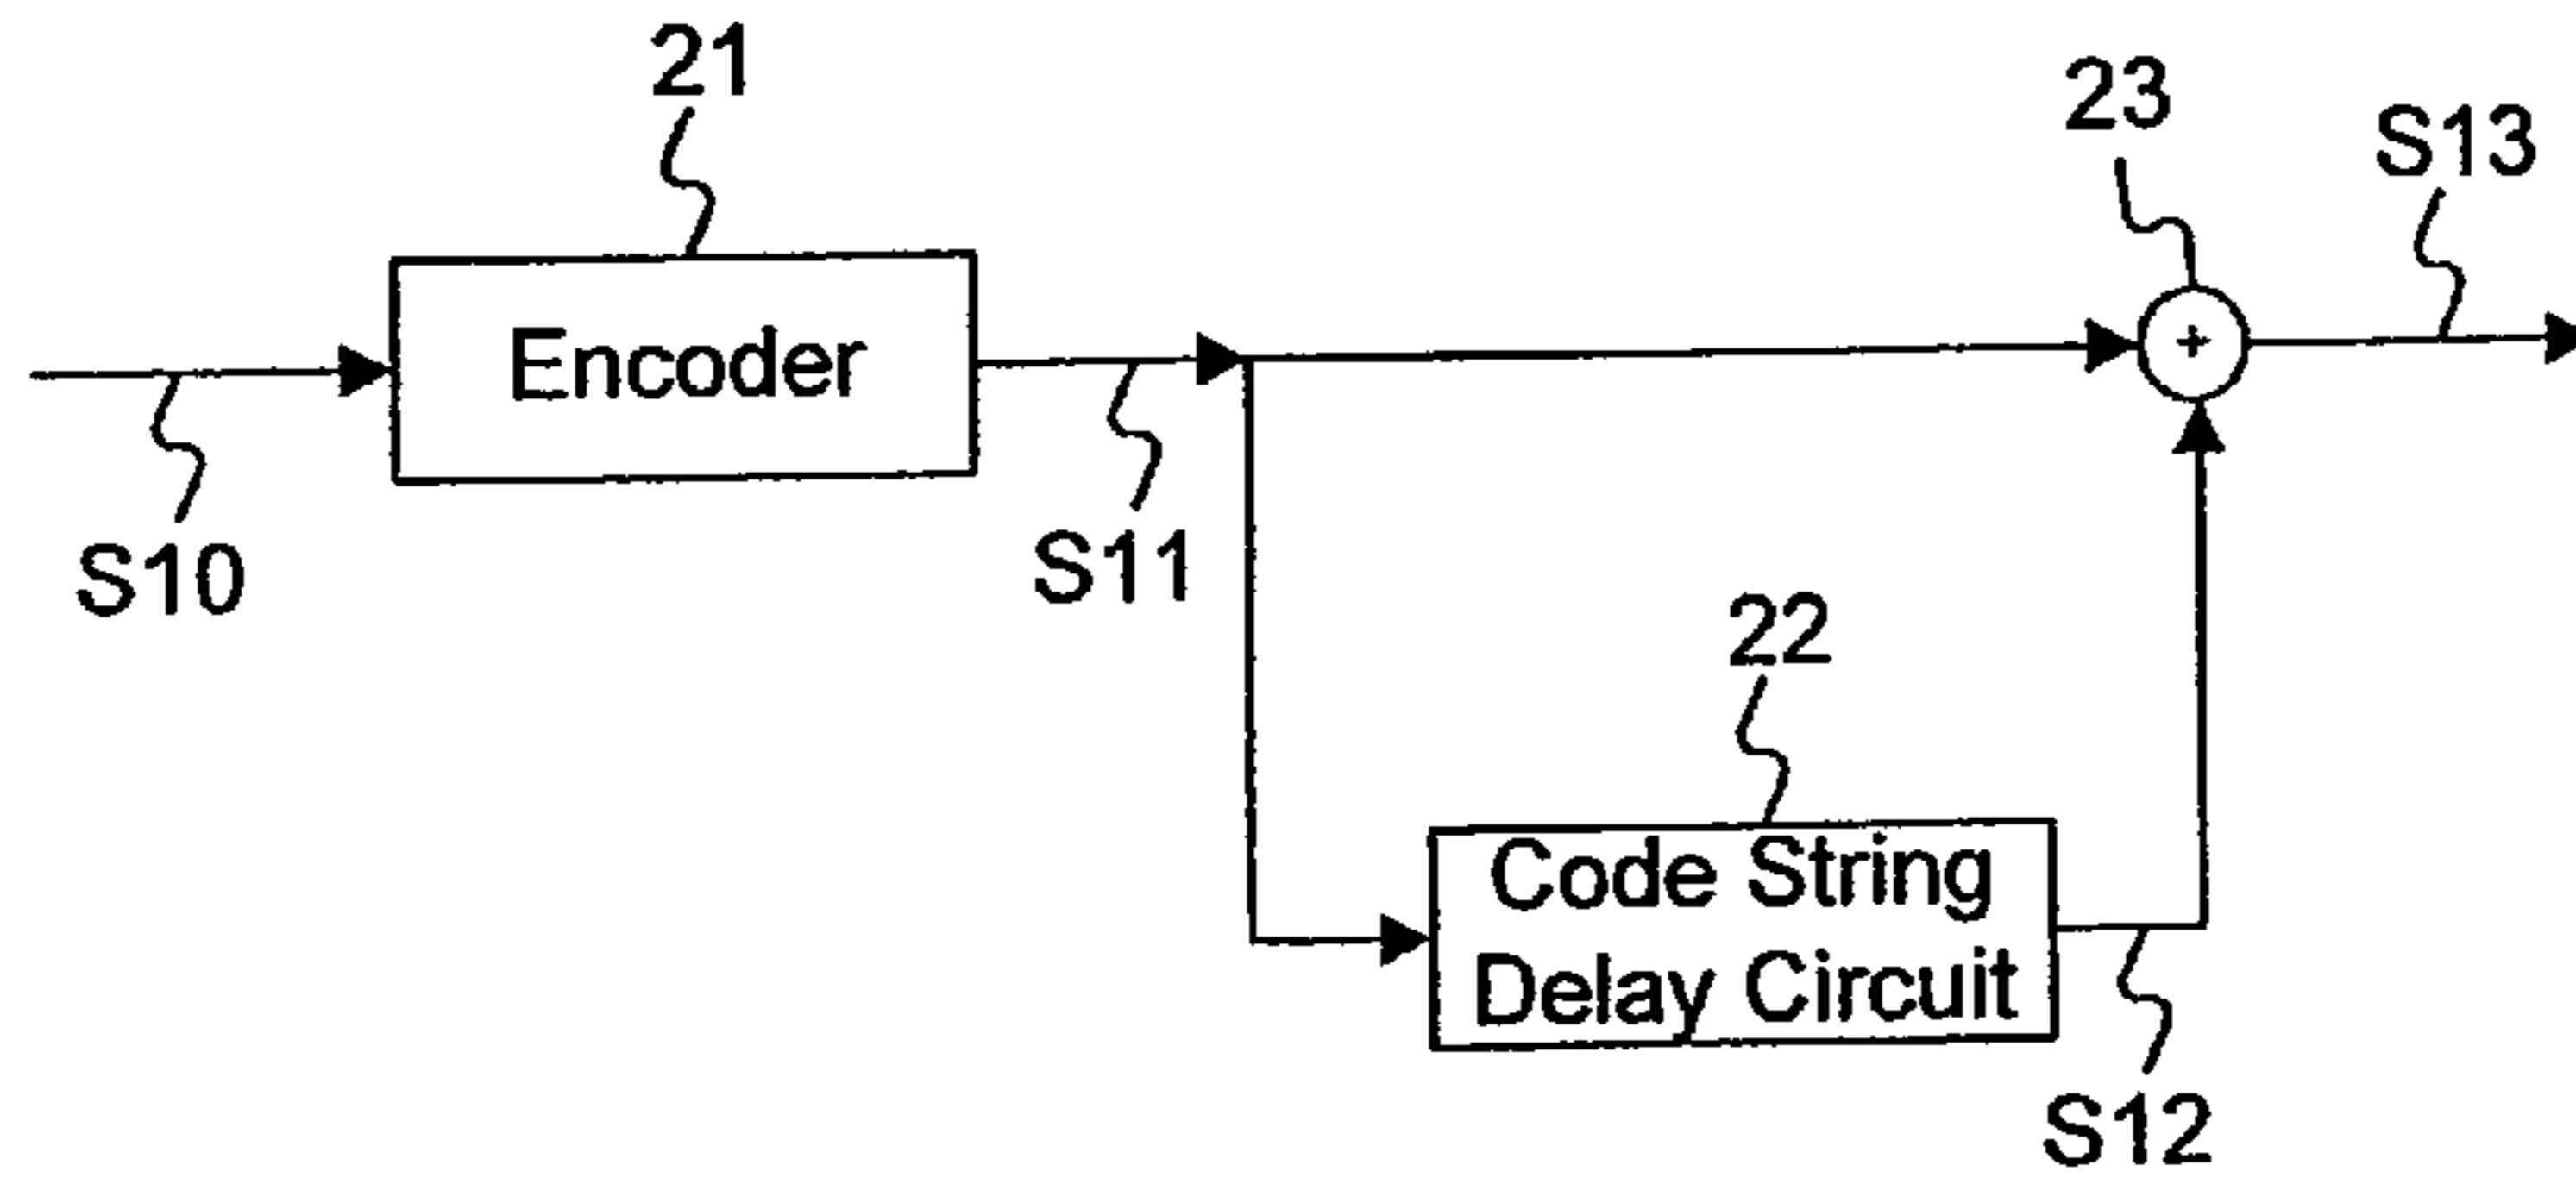 21
23
S13
Encoder
+
S10
S11
22
Code String
Delay Circuit
S12